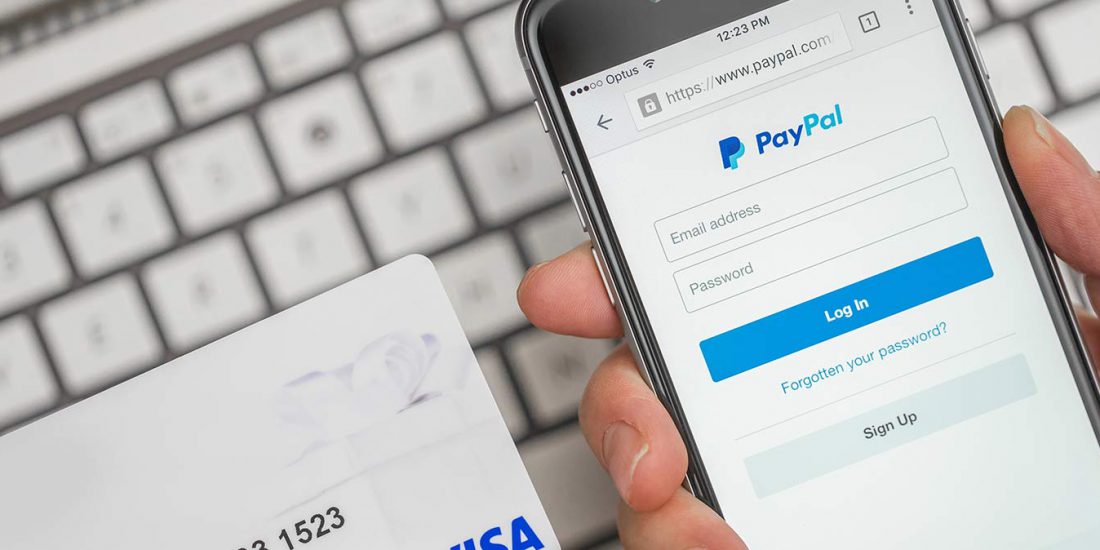 Optus 12:23 PM
https://www.paypal.com 1
PayPal
Email address
Password
Log In
Forgotten your password?
Sign Up
1523
VISA